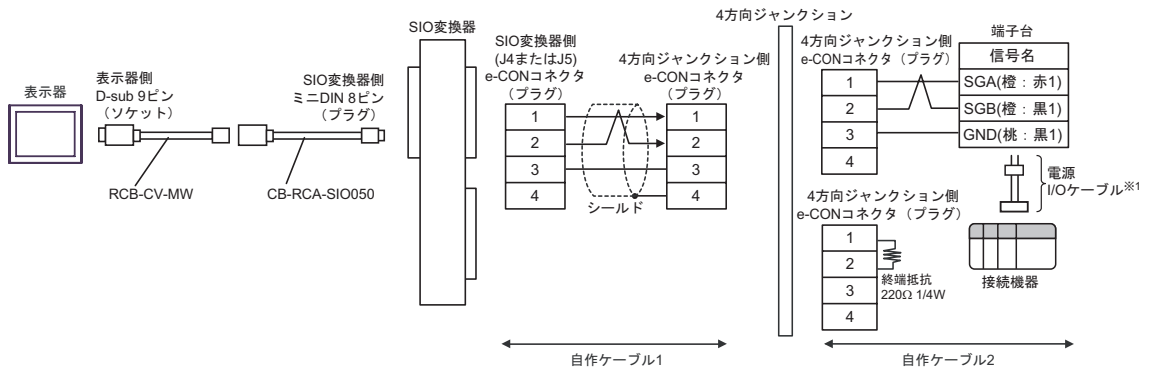 表示器
表示器側
D-sub 9ピン
（ソケット）
RCB-CV-MW
SIO変換器側
ミニDIN 8ピン
（プラグ）
CB-RCA-SIO050
SIO変換器
SIO変換器側
(J4またはJ5)
e-CONコネクタ
（プラグ）
1
2
3
4
シールド
4方向ジャンクション側
e-CONコネクタ
（プラグ）
1
2
3
4
自作ケーブル1
4方向ジャンクション
4方向ジャンクション側
e-CONコネクタ（プラグ）
1
2
3
4
端子台
信号名
SGA(橙：赤1)
SGB(橙：黒1)
GND(桃：黒1)
電源
I/Oケーブル※1
接続機器
4方向ジャンクション側
e-CONコネクタ（プラグ）
1
2
3
4
終端抵抗
220Ω 1/4W
自作ケーブル2